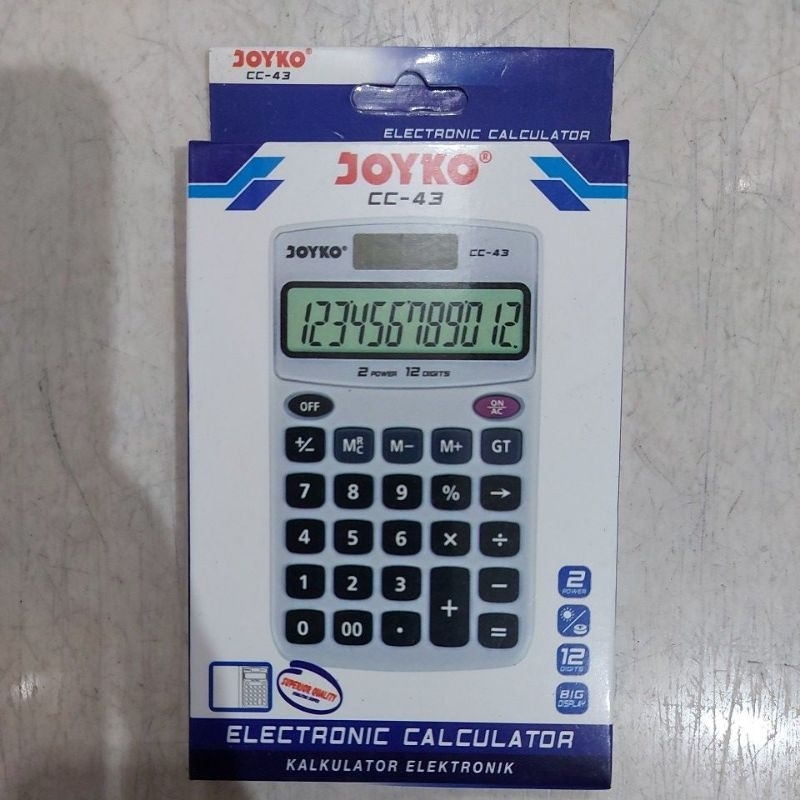 JOYKO®
CC-43
ELECTRONIC CALCULATOR
JOYKO®
CC-43
JOYKO® CC-43
123456789012.
2 POWER 12 DIGITS
OFF ON/AC
+/− MRC M− M+ GT
7 8 9 % →
4 5 6 × ÷
1 2 3 + −
0 00 . =
2
POWER
12
DIGITS
BIG
DISPLAY
SUPERIOR QUALITY
ELECTRONIC CALCULATOR
KALKULATOR ELEKTRONIK